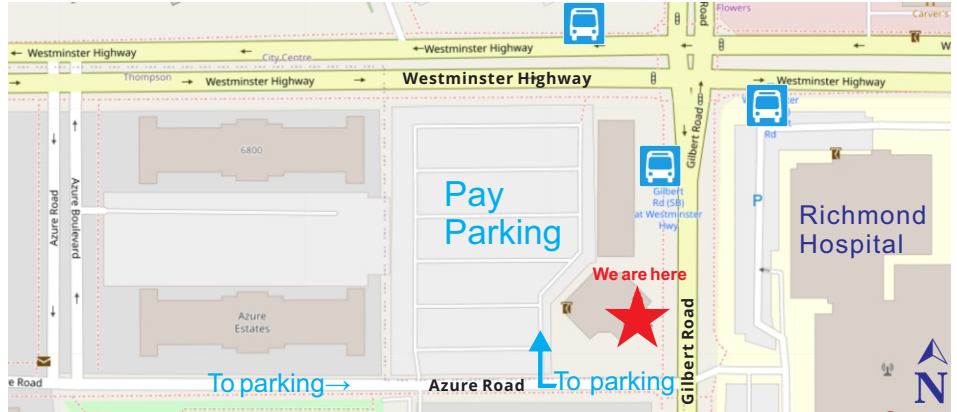 Road
Flowers
Carver's
Westminster Highway
Westminster Highway
City Centre
Thompson
Westminster Highway
Westminster Highway
Westminster Highway
Gilbert Road
Rd
6800
Azure Road
Azure Boulevard
Pay
Parking
Gilbert
Rd (SB)
at Westminster
Hwy
P
Richmond
Hospital
We are here
Azure
Estates
Gilbert Road
To parking→
Azure Road
To parking
Road
N